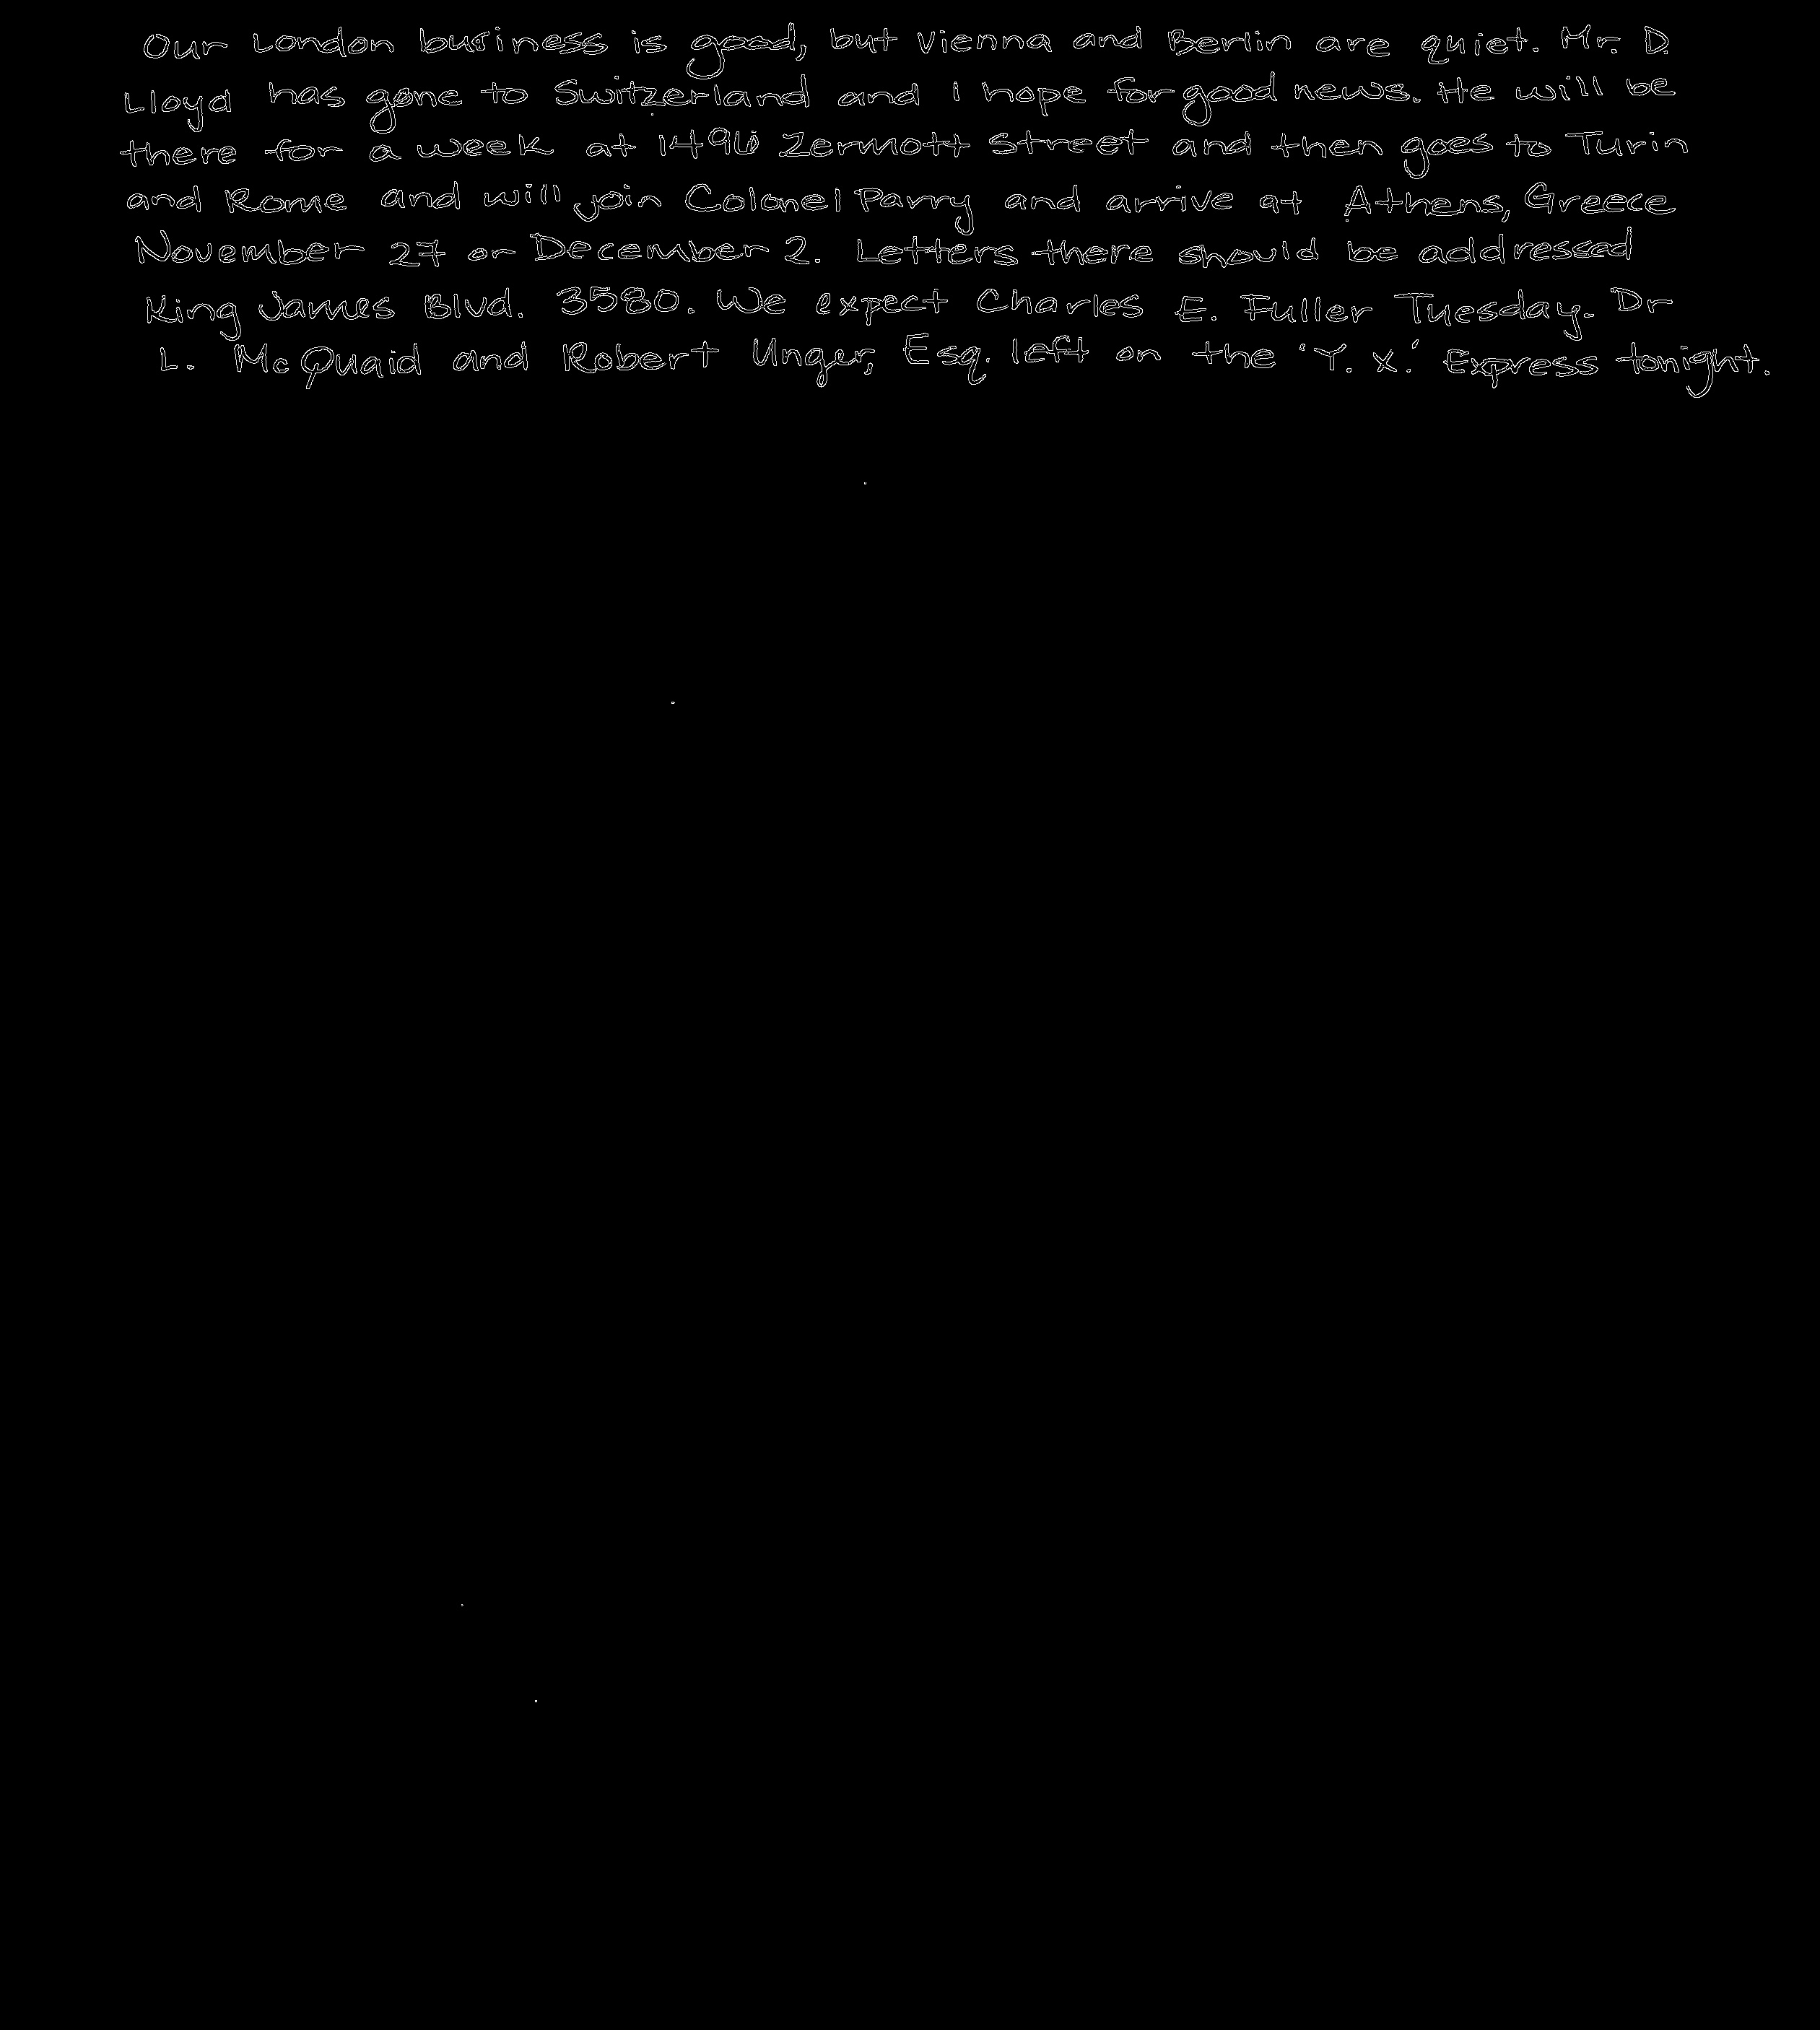 Our London business is good, but Vienna and Berlin are quiet. Mr. D.
Lloyd has gone to Switzerland and I hope for good news. He will be
there for a week at 1496 Zermott Street and then goes to Turin
and Rome and will join Colonel Parry and arrive at Athens, Greece
November 27 or December 2. Letters there should be addressed
King James Blvd. 3580. We expect Charles E. Fuller Tuesday. Dr
L. McQuaid and Robert Unger, Esq. left on the 'Y. X.' Express tonight.